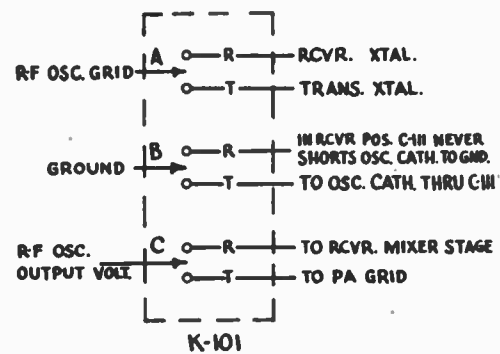 A
R-F OSC. GRID
R
RCVR. XTAL.
T
TRANS. XTAL.
B
GROUND
R
IN RCVR POS. C-111 NEVER
SHORTS OSC. CATH. TO GND.
T
TO OSC. CATH. THRU C-111
C
R-F OSC.
OUTPUT VOLT.
R
TO RCVR. MIXER STAGE
T
TO PA GRID
K-101